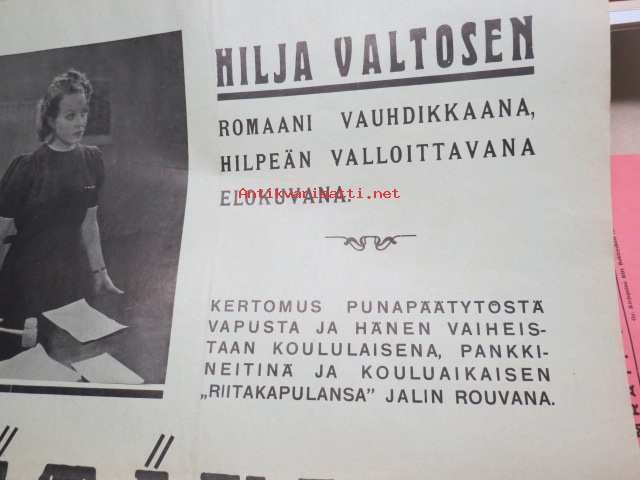 HILJA VALTOSEN
ROMAANI VAUHDIKKAANA,
HILPEÄN VALLOITTAVANA
ELOKUVANA.
Antikvariaatti.net
KERTOMUS PUNAPÄÄTYTÖSTÄ
VAPUSTA JA HÄNEN VAIHEIS-
TAAN KOULULAISENA, PANKKI-
NEITINÄ JA KOULUAIKAISEN
„RIITAKAPULANSA” JALIN ROUVANA.